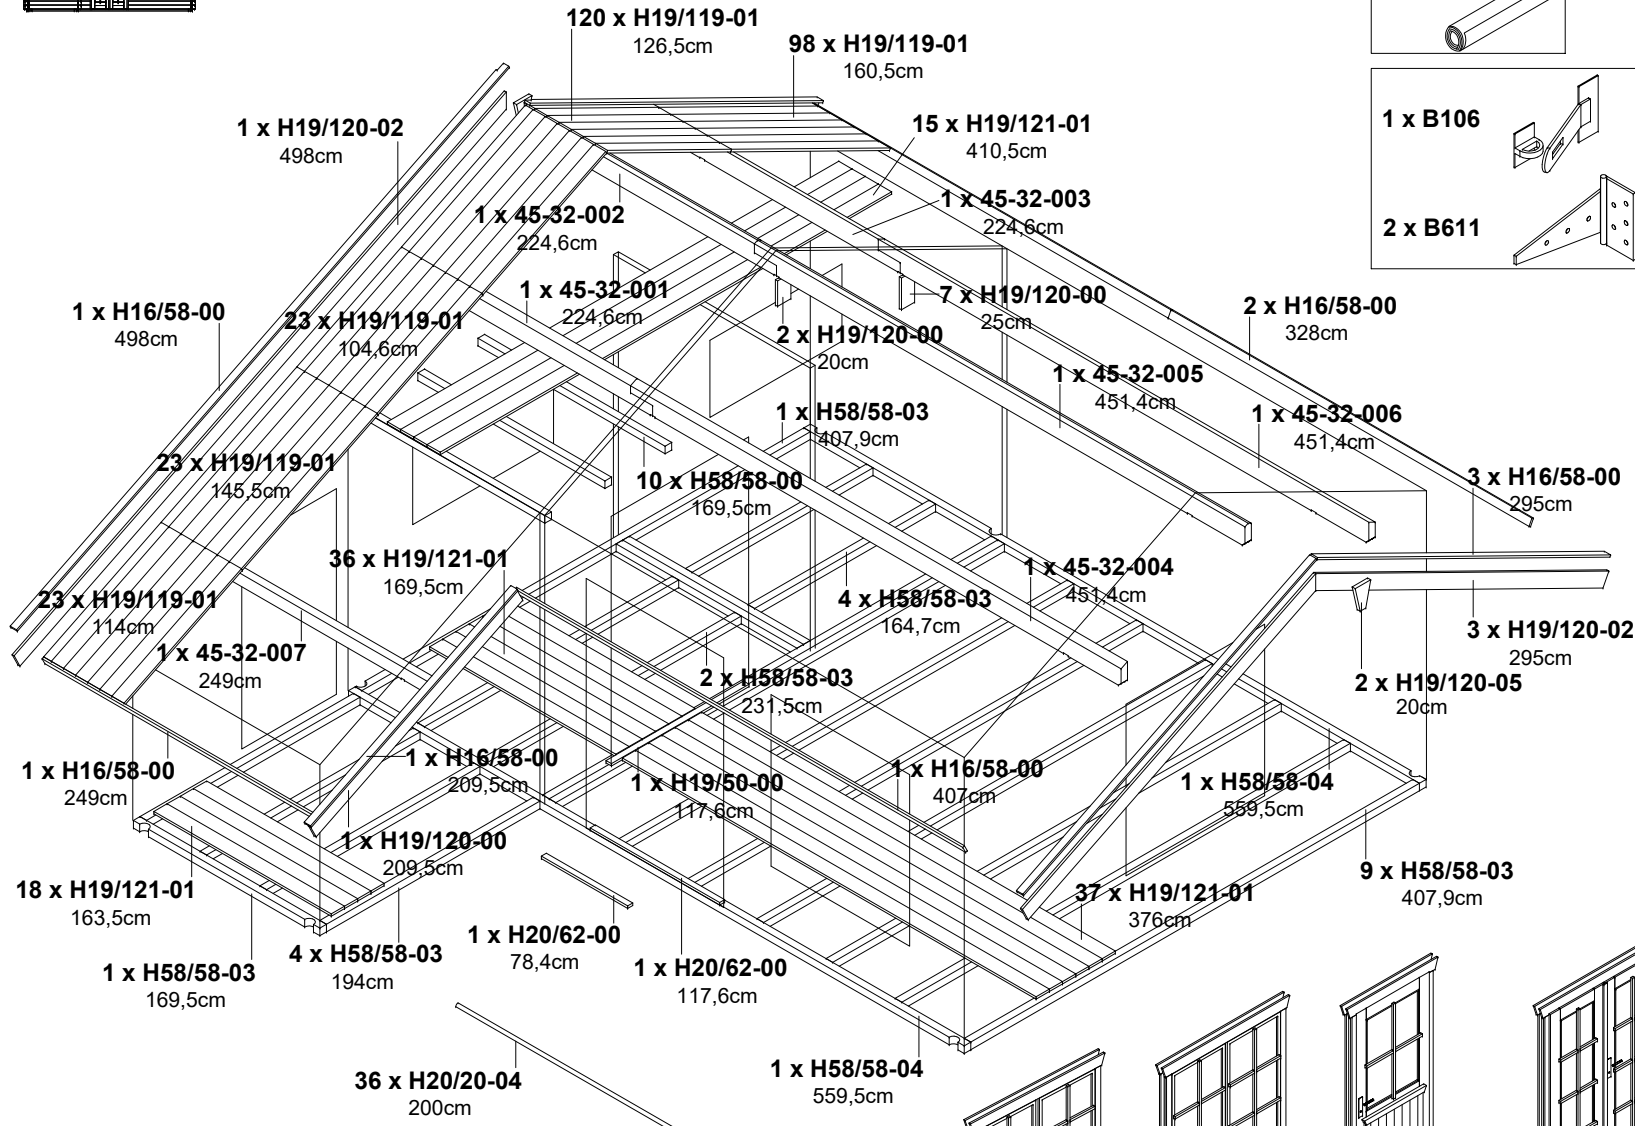 120 x H19/119-01
126,5cm
98 x H19/119-01
160,5cm
1 x H19/120-02
498cm
15 x H19/121-01
410,5cm
1 x B106
1 x 45-32-002
224,6cm
1 x 45-32-003
224,6cm
2 x B611
1 x 45-32-001
224,6cm
7 x H19/120-00
25cm
1 x H16/58-00
498cm
23 x H19/119-01
104,6cm
2 x H19/120-00
20cm
2 x H16/58-00
328cm
1 x 45-32-005
451,4cm
1 x H58/58-03
407,9cm
1 x 45-32-006
451,4cm
23 x H19/119-01
145,5cm
10 x H58/58-00
169,5cm
3 x H16/58-00
295cm
36 x H19/121-01
169,5cm
1 x 45-32-004
451,4cm
23 x H19/119-01
114cm
4 x H58/58-03
164,7cm
3 x H19/120-02
295cm
1 x 45-32-007
249cm
2 x H58/58-03
231,5cm
2 x H19/120-05
20cm
1 x H16/58-00
249cm
1 x H16/58-00
209,5cm
1 x H19/50-00
117,6cm
1 x H16/58-00
407cm
1 x H58/58-04
559,5cm
1 x H19/120-00
209,5cm
9 x H58/58-03
407,9cm
18 x H19/121-01
163,5cm
37 x H19/121-01
376cm
1 x H58/58-03
169,5cm
4 x H58/58-03
194cm
1 x H20/62-00
78,4cm
1 x H20/62-00
117,6cm
36 x H20/20-04
200cm
1 x H58/58-04
559,5cm